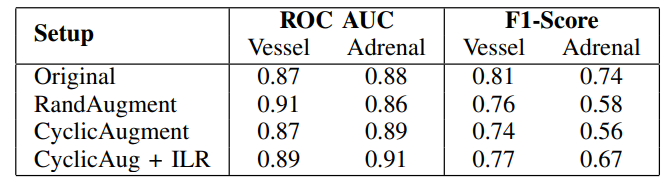 Setup ROC AUC F1-Score
Vessel Adrenal Vessel Adrenal
Original 0.87 0.88 0.81 0.74
RandAugment 0.91 0.86 0.76 0.58
CyclicAugment 0.87 0.89 0.74 0.56
CyclicAug + ILR 0.89 0.91 0.77 0.67